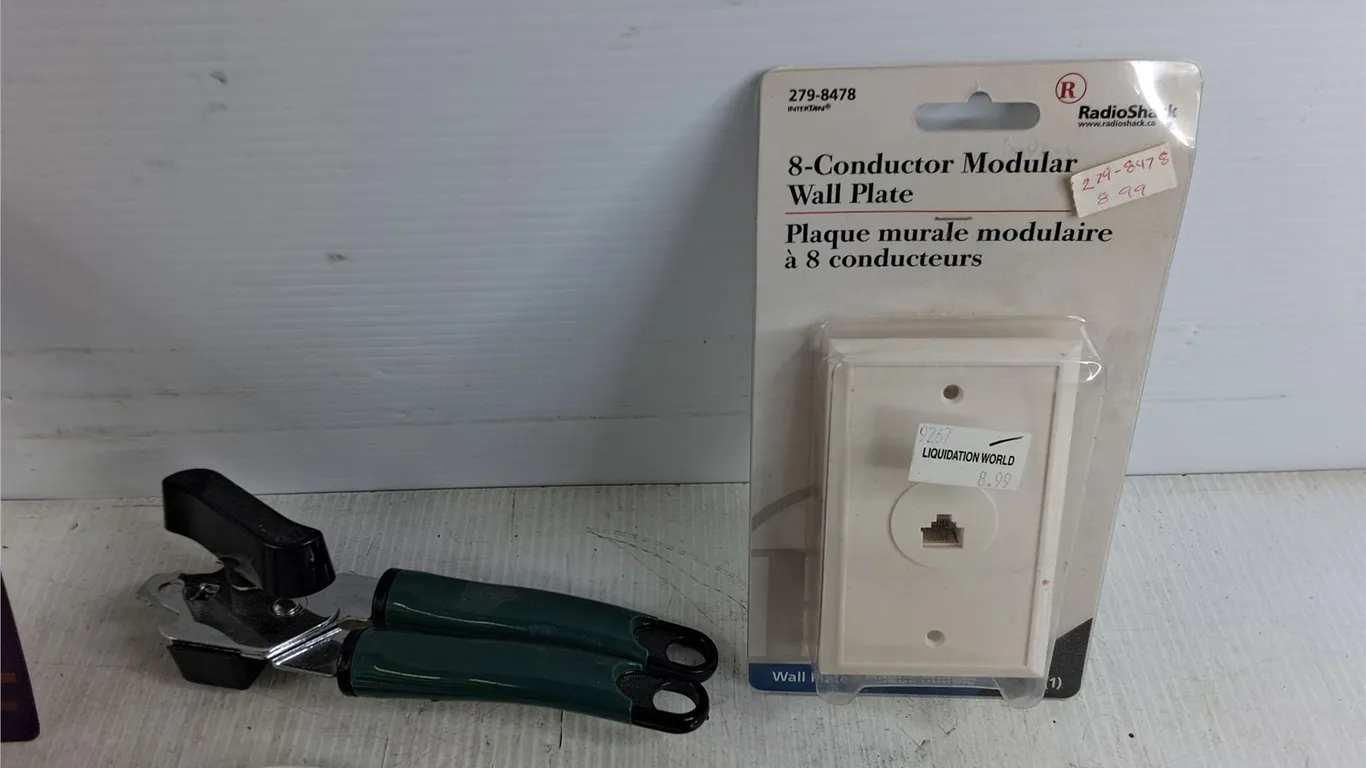 279-8478
INTERTAN®
R
RadioShack
www.radioshack.ca
8-Conductor Modular
Wall Plate
279-8478
8.99
Plaque murale modulaire
à 8 conducteurs
9267
LIQUIDATION WORLD
8.99
Wall
(1)